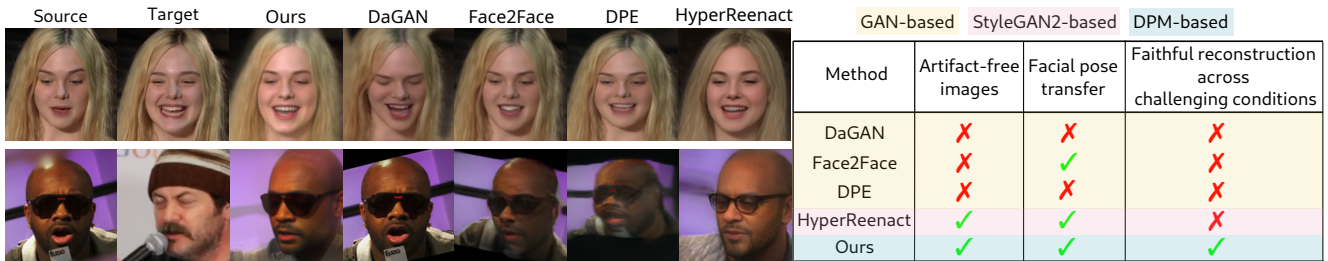 Source Target Ours DaGAN Face2Face DPE HyperReenact
GAN-based StyleGAN2-based DPM-based
Method Artifact-free images Facial pose transfer Faithful reconstruction across challenging conditions
DaGAN ✗ ✗ ✗
Face2Face ✗ ✓ ✗
DPE ✗ ✗ ✗
HyperReenact ✓ ✓ ✗
Ours ✓ ✓ ✓